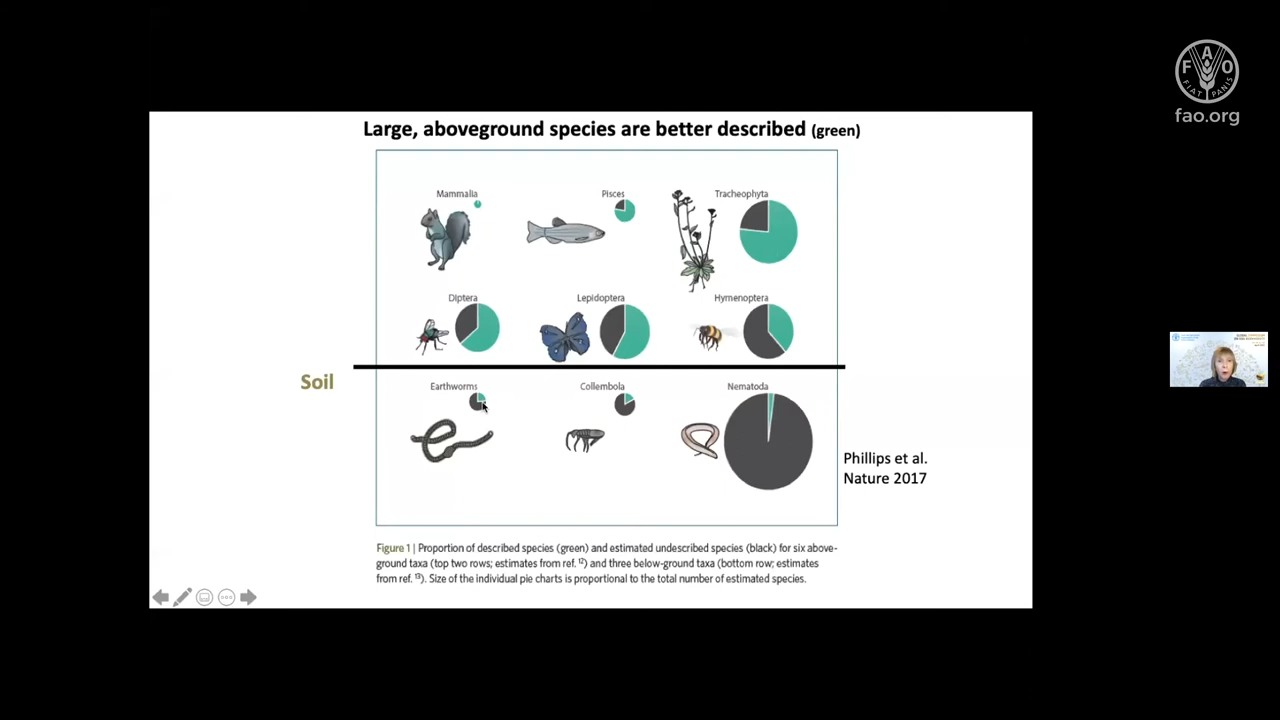 FAO
FIAT PANIS
fao.org
Large, aboveground species are better described (green)
Mammalia
Pisces
Tracheophyta
Diptera
Lepidoptera
Hymenoptera
Soil
Earthworms
Collembola
Nematoda
Phillips et al.
Nature 2017
Figure 1 | Proportion of described species (green) and estimated undescribed species (black) for six above-
ground taxa (top two rows; estimates from ref. 12) and three below-ground taxa (bottom row; estimates
from ref. 13). Size of the individual pie charts is proportional to the total number of estimated species.